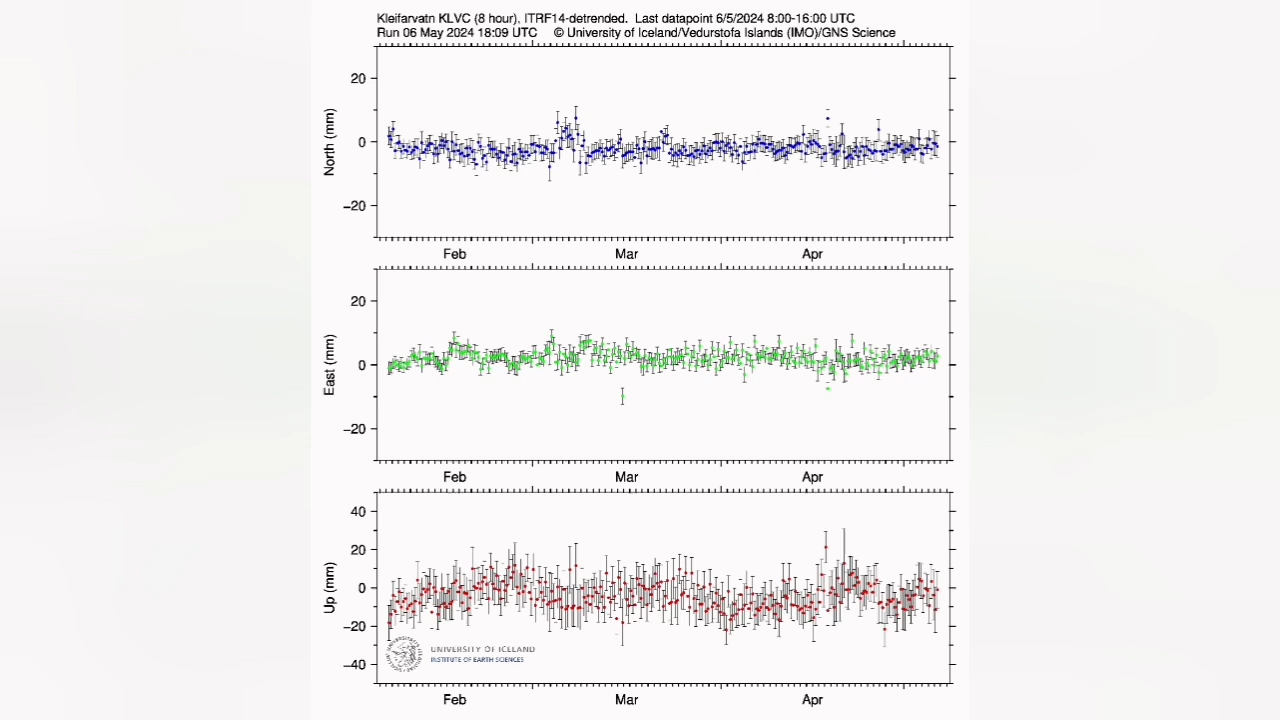 Kleifarvatn KLVC (8 hour), ITRF14-detrended. Last datapoint 6/5/2024 8:00-16:00 UTC
Run 06 May 2024 18:09 UTC © University of Iceland/Vedurstofa Islands (IMO)/GNS Science
20
0
−20
North (mm)
Feb Mar Apr
20
0
−20
East (mm)
Feb Mar Apr
40
20
0
−20
−40
Up (mm)
UNIVERSITY OF ICELAND
INSTITUTE OF EARTH SCIENCES
Feb Mar Apr